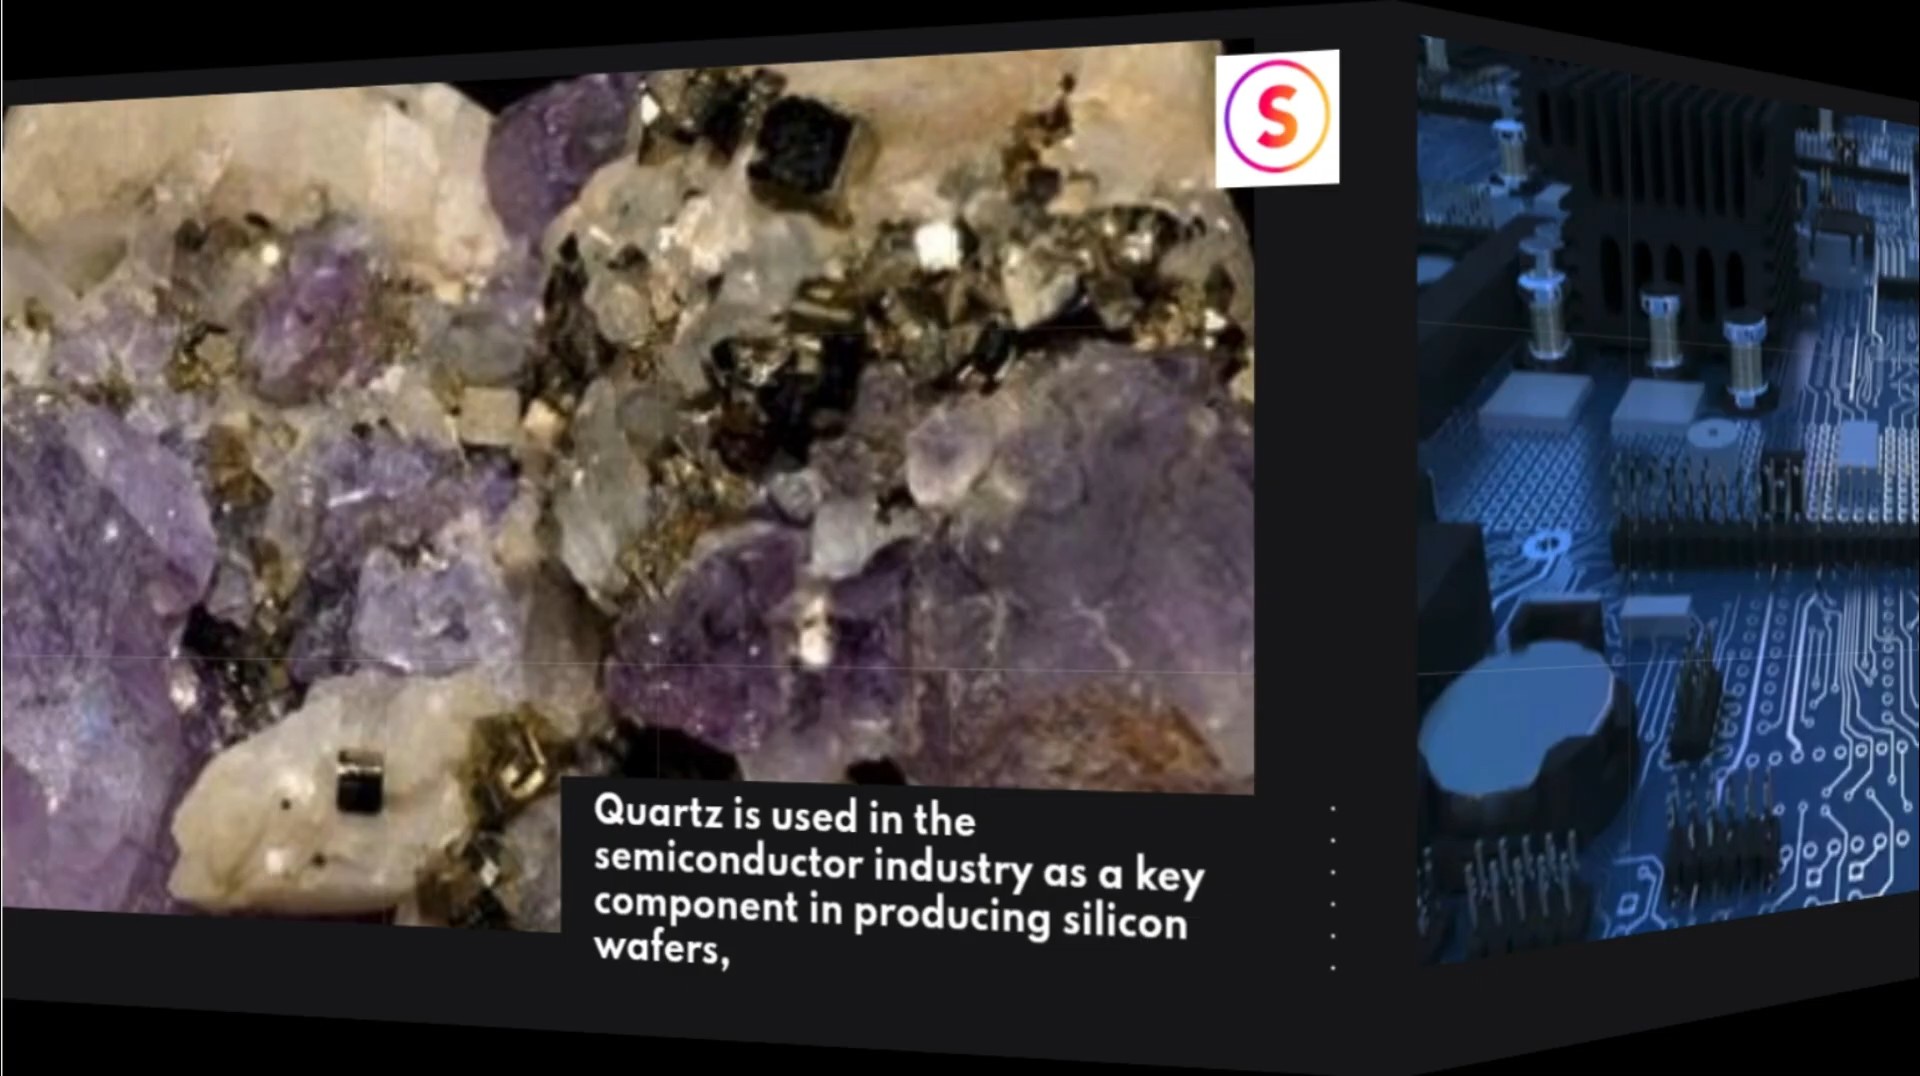 S
Quartz is used in the
semiconductor industry as a key
component in producing silicon
wafers,